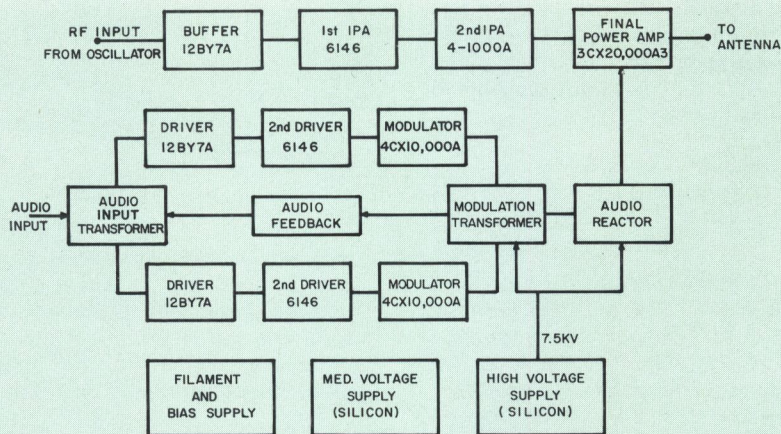 RF INPUT
FROM OSCILLATOR
BUFFER
12BY7A
1st IPA
6146
2nd IPA
4-1000A
FINAL
POWER AMP
3CX20,000A3
TO
ANTENNA
DRIVER
12BY7A
2nd DRIVER
6146
MODULATOR
4CX10,000A
AUDIO
INPUT
AUDIO
INPUT
TRANSFORMER
AUDIO
FEEDBACK
MODULATION
TRANSFORMER
AUDIO
REACTOR
DRIVER
12BY7A
2nd DRIVER
6146
MODULATOR
4CX10,000A
7.5KV
FILAMENT
AND
BIAS SUPPLY
MED. VOLTAGE
SUPPLY
(SILICON)
HIGH VOLTAGE
SUPPLY
( SILICON)